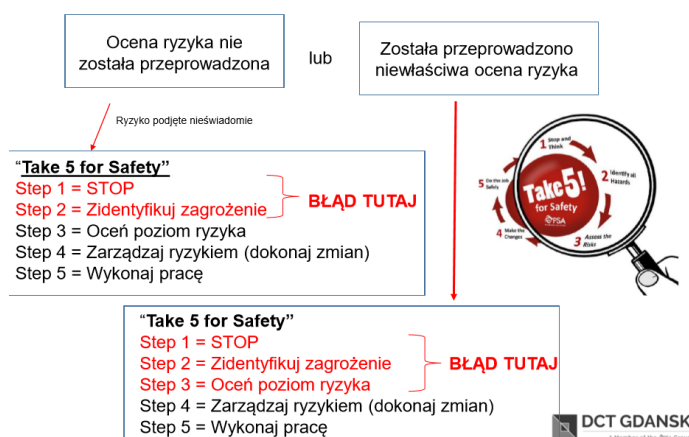 Ocena ryzyka nie
została przeprowadzona
lub
Została przeprowadzono
niewłaściwa ocena ryzyka
Ryzyko podjęte nieświadomie
“Take 5 for Safety”
Step 1 = STOP
Step 2 = Zidentyfikuj zagrożenie
Step 3 = Oceń poziom ryzyka
Step 4 = Zarządzaj ryzykiem (dokonaj zmian)
Step 5 = Wykonaj pracę
BŁĄD TUTAJ
1 Stop and
Think
2 Identify all
Hazards
3 Assess the
Risks
4 Make the
Changes
5 Do the Job
Safely
Take 5!
for Safety
PSA
“Take 5 for Safety”
Step 1 = STOP
Step 2 = Zidentyfikuj zagrożenie
Step 3 = Oceń poziom ryzyka
Step 4 = Zarządzaj ryzykiem (dokonaj zmian)
Step 5 = Wykonaj pracę
BŁĄD TUTAJ
DCT GDANSK